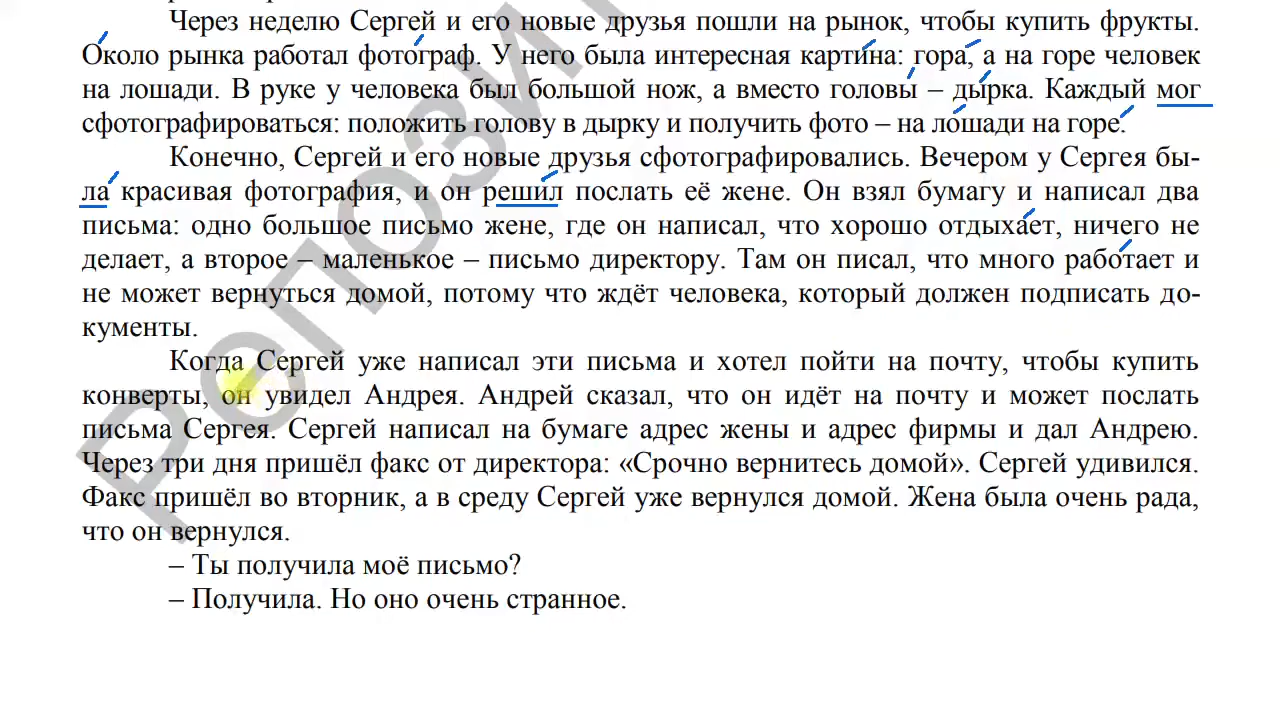 Через неделю Сергей и его новые друзья пошли на рынок, чтобы купить фрукты.
Около рынка работал фотограф. У него была интересная картина: гора, а на горе человек
на лошади. В руке у человека был большой нож, а вместо головы – дырка. Каждый мог
сфотографироваться: положить голову в дырку и получить фото – на лошади на горе.
Конечно, Сергей и его новые друзья сфотографировались. Вечером у Сергея бы-
ла красивая фотография, и он решил послать её жене. Он взял бумагу и написал два
письма: одно большое письмо жене, где он написал, что хорошо отдыхает, ничего не
делает, а второе – маленькое – письмо директору. Там он писал, что много работает и
не может вернуться домой, потому что ждёт человека, который должен подписать до-
кументы.
Когда Сергей уже написал эти письма и хотел пойти на почту, чтобы купить
конверты, он увидел Андрея. Андрей сказал, что он идёт на почту и может послать
письма Сергея. Сергей написал на бумаге адрес жены и адрес фирмы и дал Андрею.
Через три дня пришёл факс от директора: «Срочно вернитесь домой». Сергей удивился.
Факс пришёл во вторник, а в среду Сергей уже вернулся домой. Жена была очень рада,
что он вернулся.
– Ты получила моё письмо?
– Получила. Но оно очень странное.